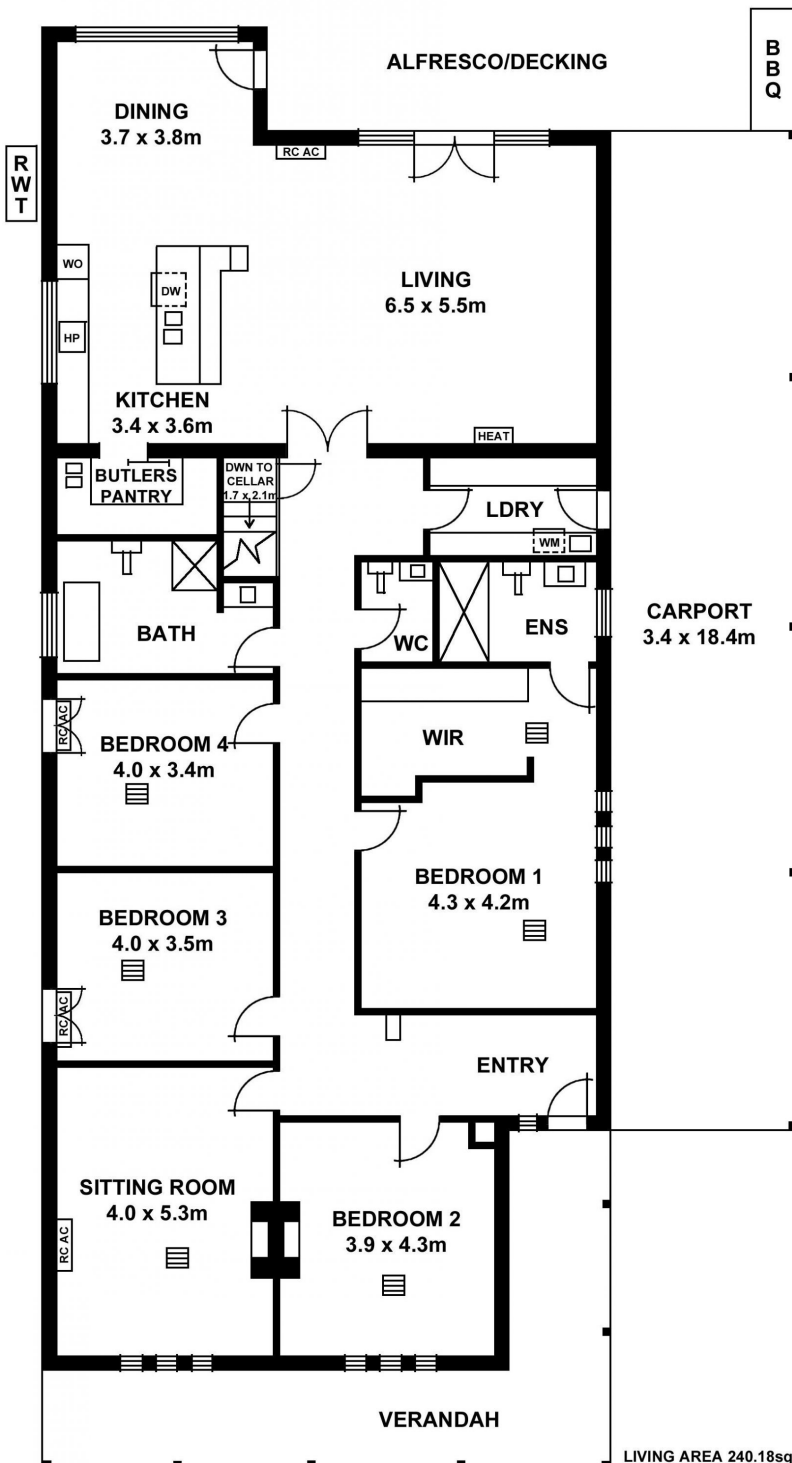 ALFRESCO/DECKING
B
B
Q
DINING
3.7 x 3.8m
RC AC
R
W
T
WO
DW
LIVING
6.5 x 5.5m
HP
KITCHEN
3.4 x 3.6m
HEAT
BUTLERS
PANTRY
DWN TO
CELLAR
1.7 x 2.1m
LDRY
WM
BATH
WC
ENS
CARPORT
3.4 x 18.4m
RC AC
BEDROOM 4
4.0 x 3.4m
WIR
BEDROOM 1
4.3 x 4.2m
BEDROOM 3
4.0 x 3.5m
RC AC
ENTRY
SITTING ROOM
4.0 x 5.3m
RC AC
BEDROOM 2
3.9 x 4.3m
VERANDAH
LIVING AREA 240.18sq